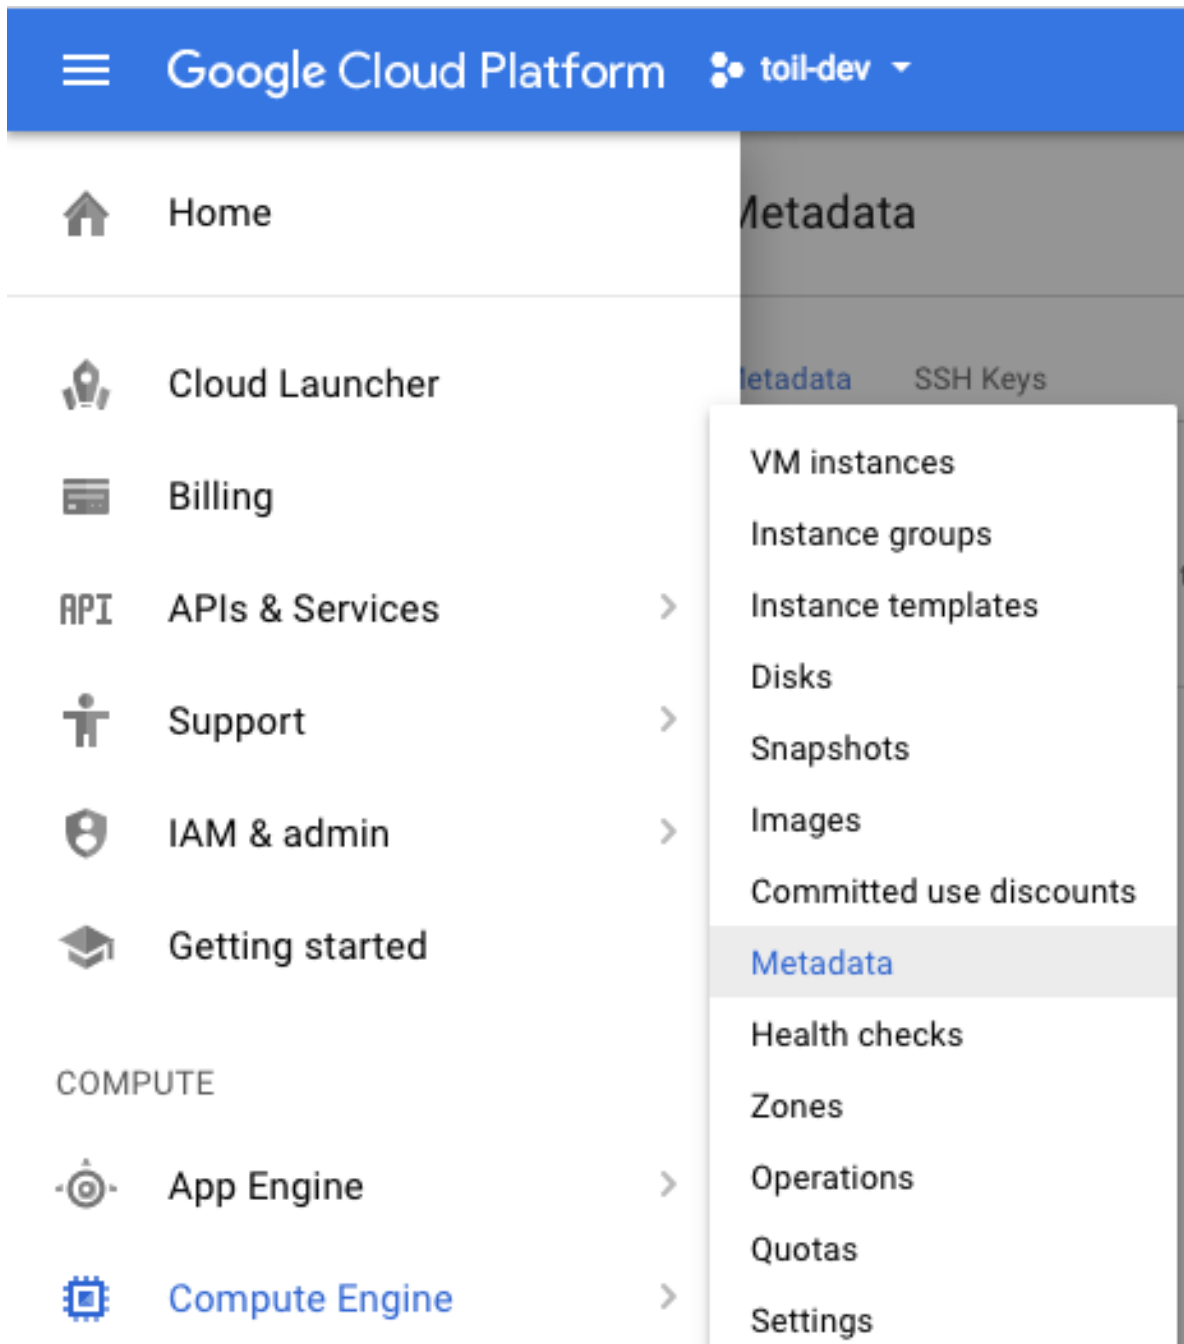 Google Cloud Platform toil-dev
Home
Cloud Launcher
Billing
API APIs & Services
Support
IAM & admin
Getting started
COMPUTE
App Engine
Compute Engine
Metadata
Metadata SSH Keys
VM instances
Instance groups
Instance templates
Disks
Snapshots
Images
Committed use discounts
Metadata
Health checks
Zones
Operations
Quotas
Settings